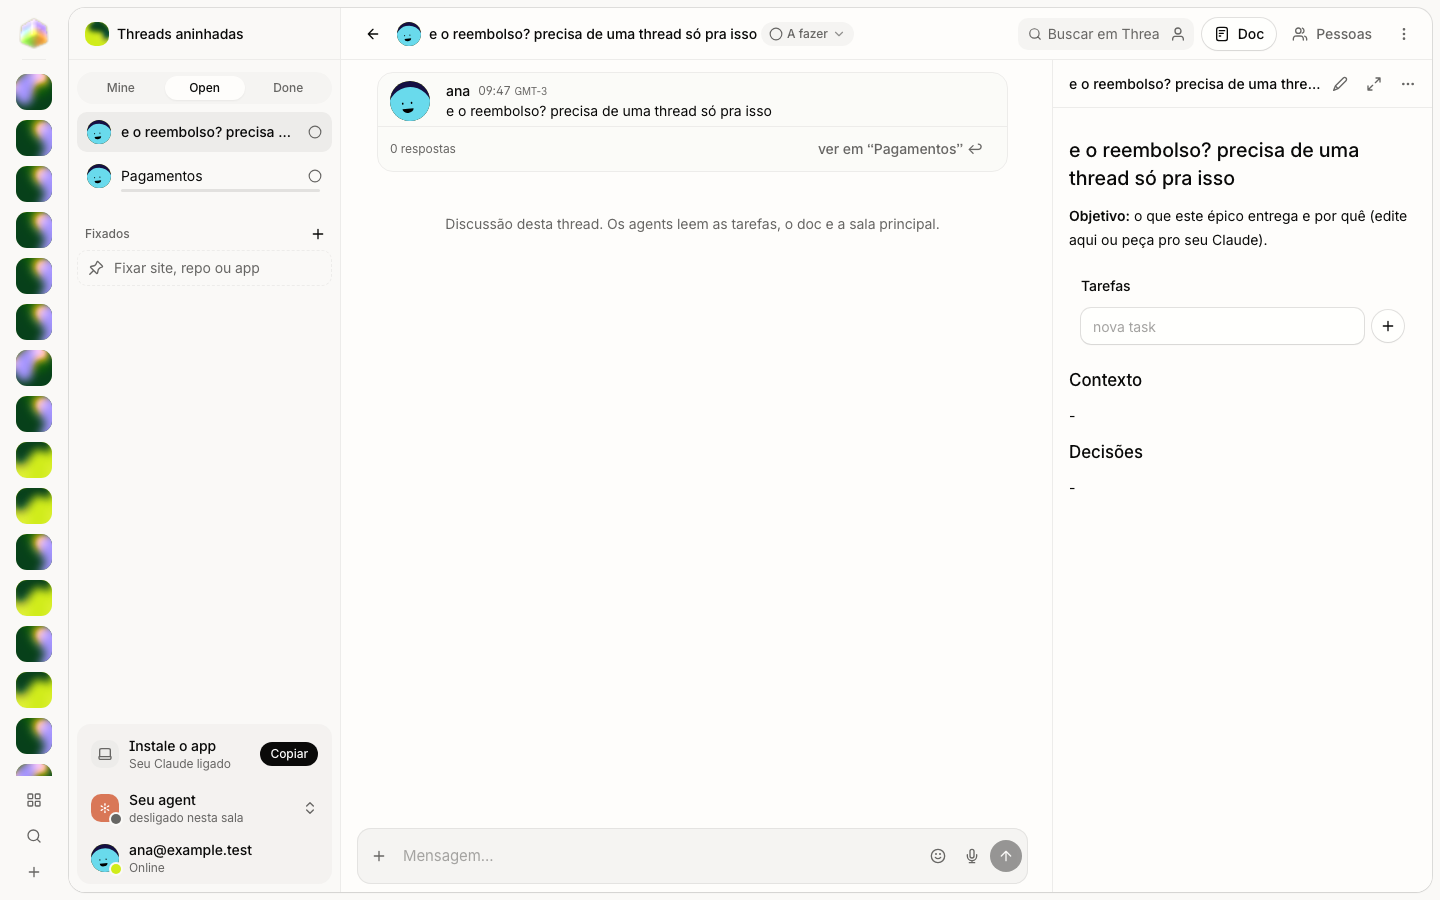 Threads aninhadas
Mine
Open
Done
e o reembolso? precisa ...
Pagamentos
Fixados
Fixar site, repo ou app
Instale o app
Seu Claude ligado
Copiar
Seu agent
desligado nesta sala
ana@example.test
Online
e o reembolso? precisa de uma thread só pra isso
A fazer
Buscar em Threa
Doc
Pessoas
ana 09:47 GMT-3
e o reembolso? precisa de uma thread só pra isso
0 respostas
ver em “Pagamentos”
Discussão desta thread. Os agents leem as tarefas, o doc e a sala principal.
Mensagem...
e o reembolso? precisa de uma thre...
e o reembolso? precisa de uma
thread só pra isso
Objetivo: o que este épico entrega e por quê (edite
aqui ou peça pro seu Claude).
Tarefas
nova task
Contexto
-
Decisões
-